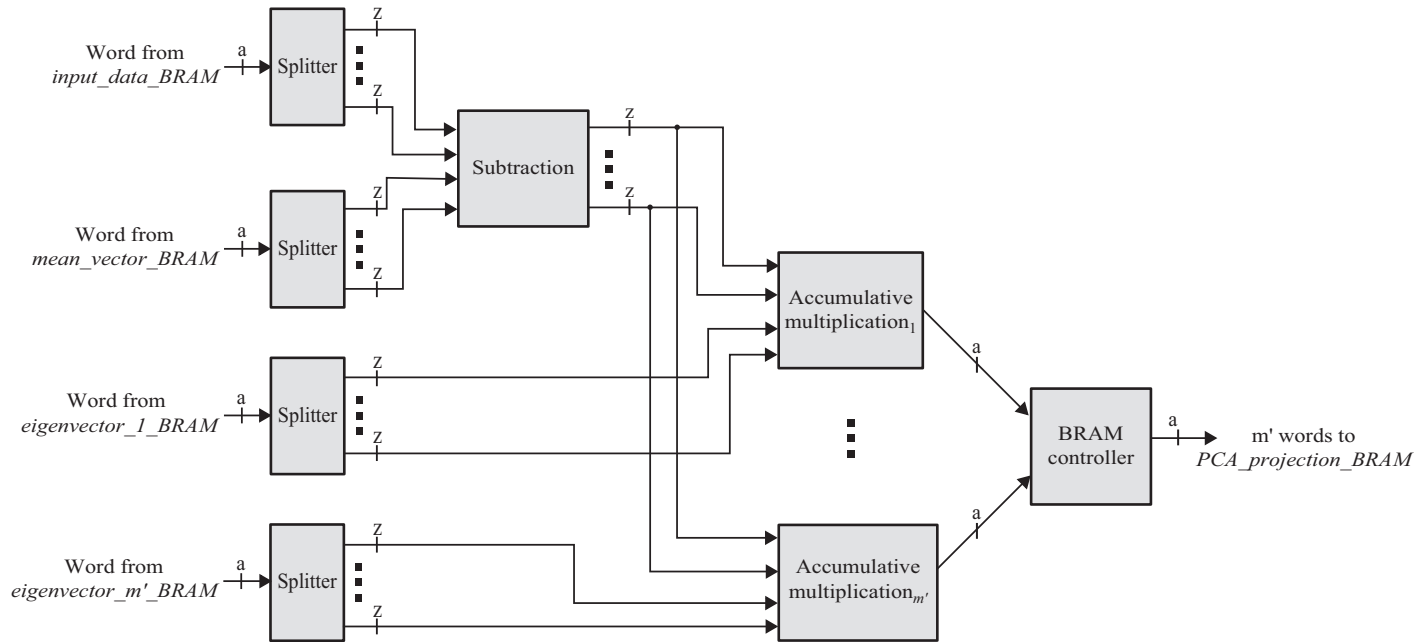 Word from
input_data_BRAM
a
Splitter
z
z
Word from
mean_vector_BRAM
a
Splitter
z
z
Subtraction
z
z
Word from
eigenvector_1_BRAM
a
Splitter
z
z
Word from
eigenvector_m'_BRAM
a
Splitter
z
z
Accumulative
multiplication1
a
Accumulative
multiplicationm'
a
BRAM
controller
a
m' words to
PCA_projection_BRAM